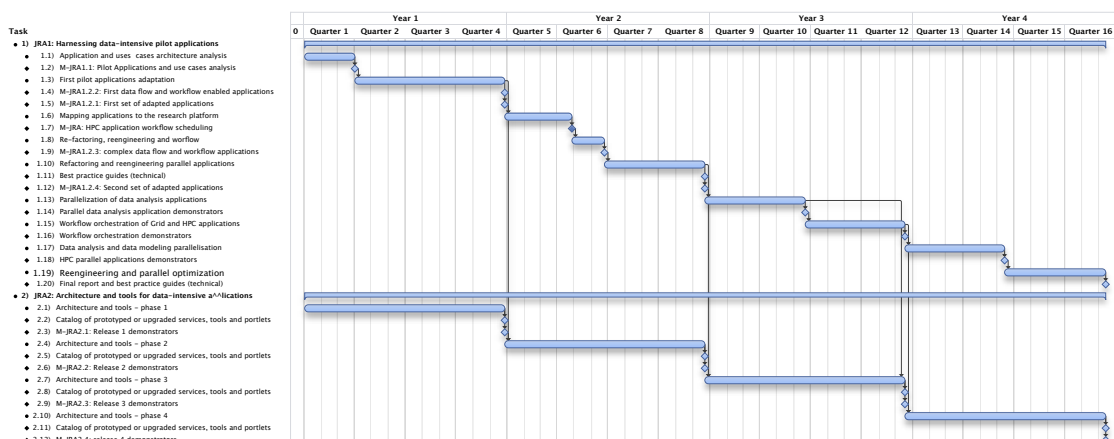 Year 1 Year 2 Year 3 Year 4
Task 0 Quarter 1 Quarter 2 Quarter 3 Quarter 4 Quarter 5 Quarter 6 Quarter 7 Quarter 8 Quarter 9 Quarter 10 Quarter 11 Quarter 12 Quarter 13 Quarter 14 Quarter 15 Quarter 16
1) JRA1: Harnessing data-intensive pilot applications
1.1) Application and uses cases architecture analysis
1.2) M-JRA1.1: Pilot Applications and use cases analysis
1.3) First pilot applications adaptation
1.4) M-JRA1.2.2: First data flow and workflow enabled applications
1.5) M-JRA1.2.1: First set of adapted applications
1.6) Mapping applications to the research platform
1.7) M-JRA: HPC application workflow scheduling
1.8) Re-factoring, reengineering and worflow
1.9) M-JRA1.2.3: complex data flow and workflow applications
1.10) Refactoring and reengineering parallel applications
1.11) Best practice guides (technical)
1.12) M-JRA1.2.4: Second set of adapted applications
1.13) Parallelization of data analysis applications
1.14) Parallel data analysis application demonstrators
1.15) Workflow orchestration of Grid and HPC applications
1.16) Workflow orchestration demonstrators
1.17) Data analysis and data modeling parallelisation
1.18) HPC parallel applications demonstrators
1.19) Reengineering and parallel optimization
1.20) Final report and best practice guides (technical)
2) JRA2: Architecture and tools for data-intensive a^^lications
2.1) Architecture and tools - phase 1
2.2) Catalog of prototyped or upgraded services, tools and portlets
2.3) M-JRA2.1: Release 1 demonstrators
2.4) Architecture and tools - phase 2
2.5) Catalog of prototyped or upgraded services, tools and portlets
2.6) M-JRA2.2: Release 2 demonstrators
2.7) Architecture and tools - phase 3
2.8) Catalog of prototyped or upgraded services, tools and portlets
2.9) M-JRA2.3: Release 3 demonstrators
2.10) Architecture and tools - phase 4
2.11) Catalog of prototyped or upgraded services, tools and portlets